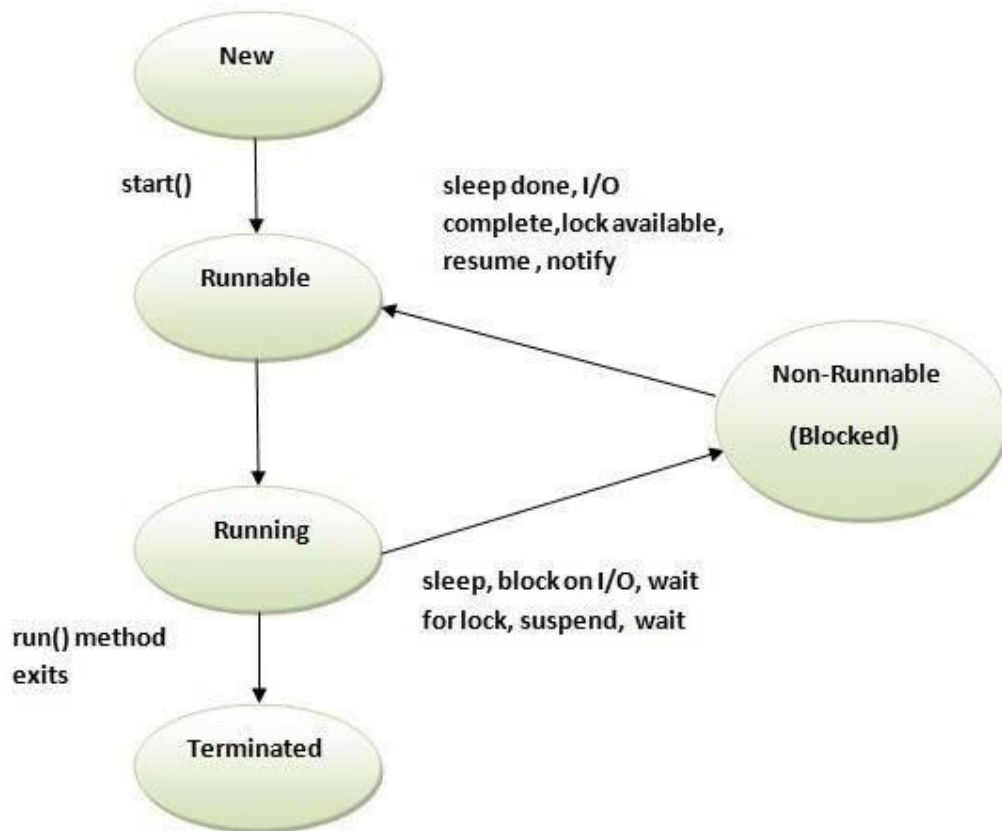 New
start()
sleep done, I/O
complete,lock available,
resume , notify
Runnable
Non-Runnable
(Blocked)
Running
sleep, block on I/O, wait
for lock, suspend, wait
run() method
exits
Terminated